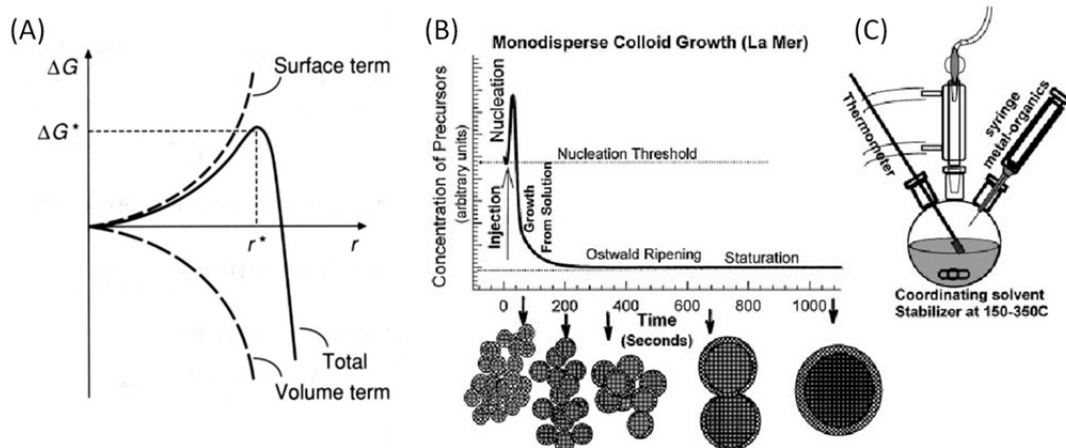 (A)
ΔG
Surface term
ΔG*
r*
r
Total
Volume term
(B)
Monodisperse Colloid Growth (La Mer)
Concentration of Precursors
(arbitrary units)
Nucleation
Nucleation Threshold
Injection
Growth
From Solution
Ostwald Ripening
Staturation
0 200 400 600 800 1000
Time
(Seconds)
(C)
Thermometer
syringe
metal-organics
Coordinating solvent
Stabilizer at 150-350C